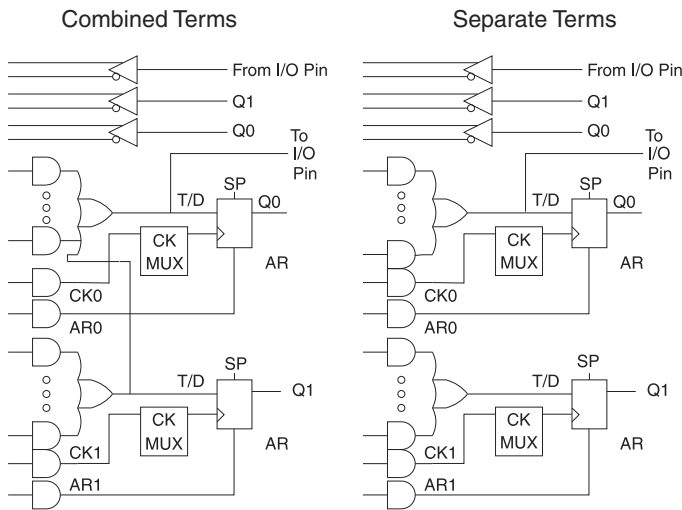 Combined Terms
From I/O Pin
Q1
Q0
To
I/O
Pin
SP
T/D
Q0
CK
MUX
AR
CK0
AR0
SP
T/D
Q1
CK
MUX
AR
CK1
AR1
Separate Terms
From I/O Pin
Q1
Q0
To
I/O
Pin
SP
T/D
Q0
CK
MUX
AR
CK0
AR0
SP
T/D
Q1
CK
MUX
AR
CK1
AR1